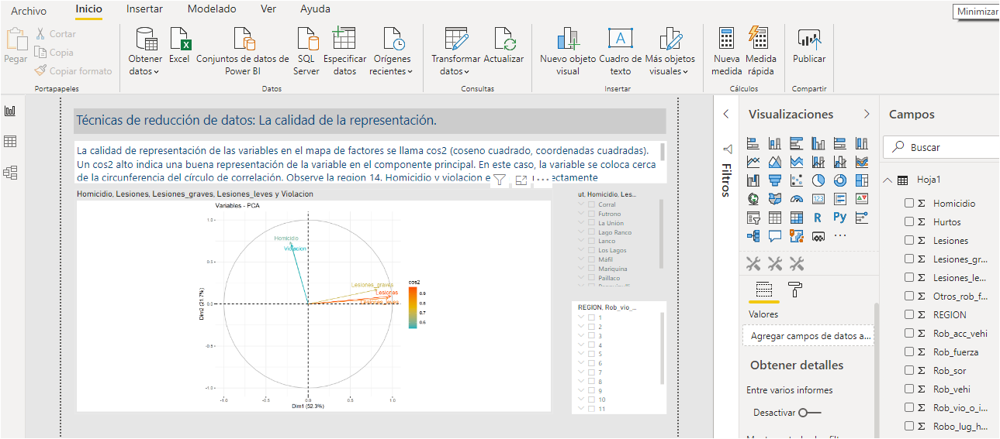 Archivo Inicio Insertar Modelado Ver Ayuda
Minimizar
Pegar
Cortar
Copia
Copiar formato
Portapapeles
Obtener datos
Excel
Conjuntos de datos de Power BI
SQL Server
Especificar datos
Orígenes recientes
Datos
Transformar datos
Actualizar
Consultas
Nuevo objeto visual
Cuadro de texto
Más objetos visuales
Insertar
Nueva medida
Medida rápida
Cálculos
Publicar
Compartir
Técnicas de reducción de datos: La calidad de la representación.
La calidad de representación de las variables en el mapa de factores se llama cos2 (coseno cuadrado, coordenadas cuadradas).
Un cos2 alto indica una buena representación de la variable en el componente principal. En este caso, la variable se coloca cerca
de la circunferencia del círculo de correlación. Observe la region 14. Homicidio y violacion e ectamente
Homicidio, Lesiones, Lesiones_graves, Lesiones_leves y Violacion
Variables - PCA
1.0
0.5
0.0
-0.5
-1.0
Dim2 (21.7%)
Homicidio
Violacion
Lesiones_graves
Lesiones
Lesiones_leves
-1.0 -0.5 0.0 0.5 1.0
Dim1 (52.3%)
cos2
0.9
0.8
0.7
0.6
ut, Homicidio, Les...
Corral
Futrono
La Unión
Lago Ranco
Lanco
Los Lagos
Máfil
Mariquina
Paillaco
REGION, Rob_vio_...
1
2
3
4
5
6
7
8
9
10
11
Filtros
Visualizaciones
R Py
123
Valores
Agregar campos de datos a...
Obtener detalles
Entre varios informes
Desactivar
Campos
Buscar
Hoja1
Homicidio
Hurtos
Lesiones
Lesiones_gr...
Lesiones_le...
Otros_rob_f...
REGION
Rob_acc_vehi
Rob_fuerza
Rob_sor
Rob_vehi
Rob_vio_o_i...
Robo_lug_h...